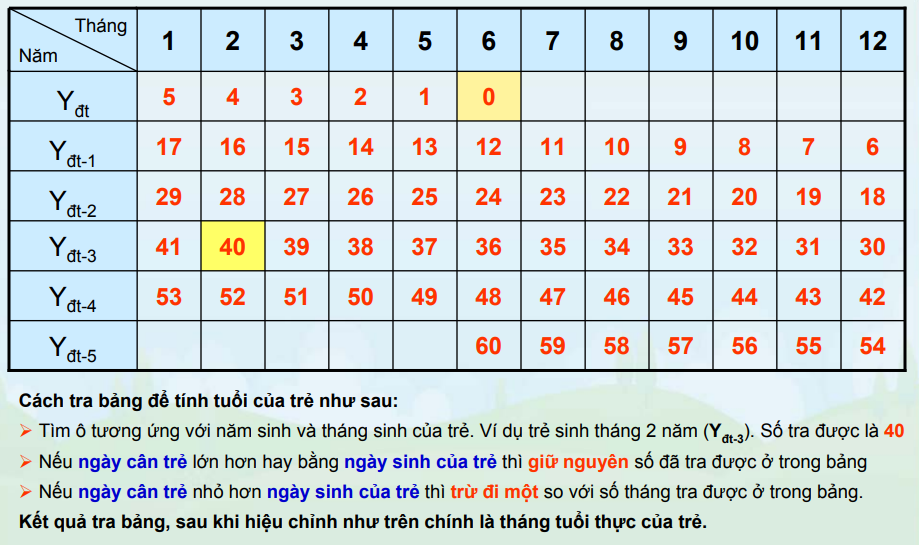 Tháng
Năm
1 2 3 4 5 6 7 8 9 10 11 12
Yđt 5 4 3 2 1 0
Yđt-1 17 16 15 14 13 12 11 10 9 8 7 6
Yđt-2 29 28 27 26 25 24 23 22 21 20 19 18
Yđt-3 41 40 39 38 37 36 35 34 33 32 31 30
Yđt-4 53 52 51 50 49 48 47 46 45 44 43 42
Yđt-5 60 59 58 57 56 55 54
Cách tra bảng để tính tuổi của trẻ như sau:
➢ Tìm ô tương ứng với năm sinh và tháng sinh của trẻ. Ví dụ trẻ sinh tháng 2 năm (Yđt-3). Số tra được là 40
➢ Nếu ngày cân trẻ lớn hơn hay bằng ngày sinh của trẻ thì giữ nguyên số đã tra được ở trong bảng
➢ Nếu ngày cân trẻ nhỏ hơn ngày sinh của trẻ thì trừ đi một so với số tháng tra được ở trong bảng.
Kết quả tra bảng, sau khi hiệu chỉnh như trên chính là tháng tuổi thực của trẻ.